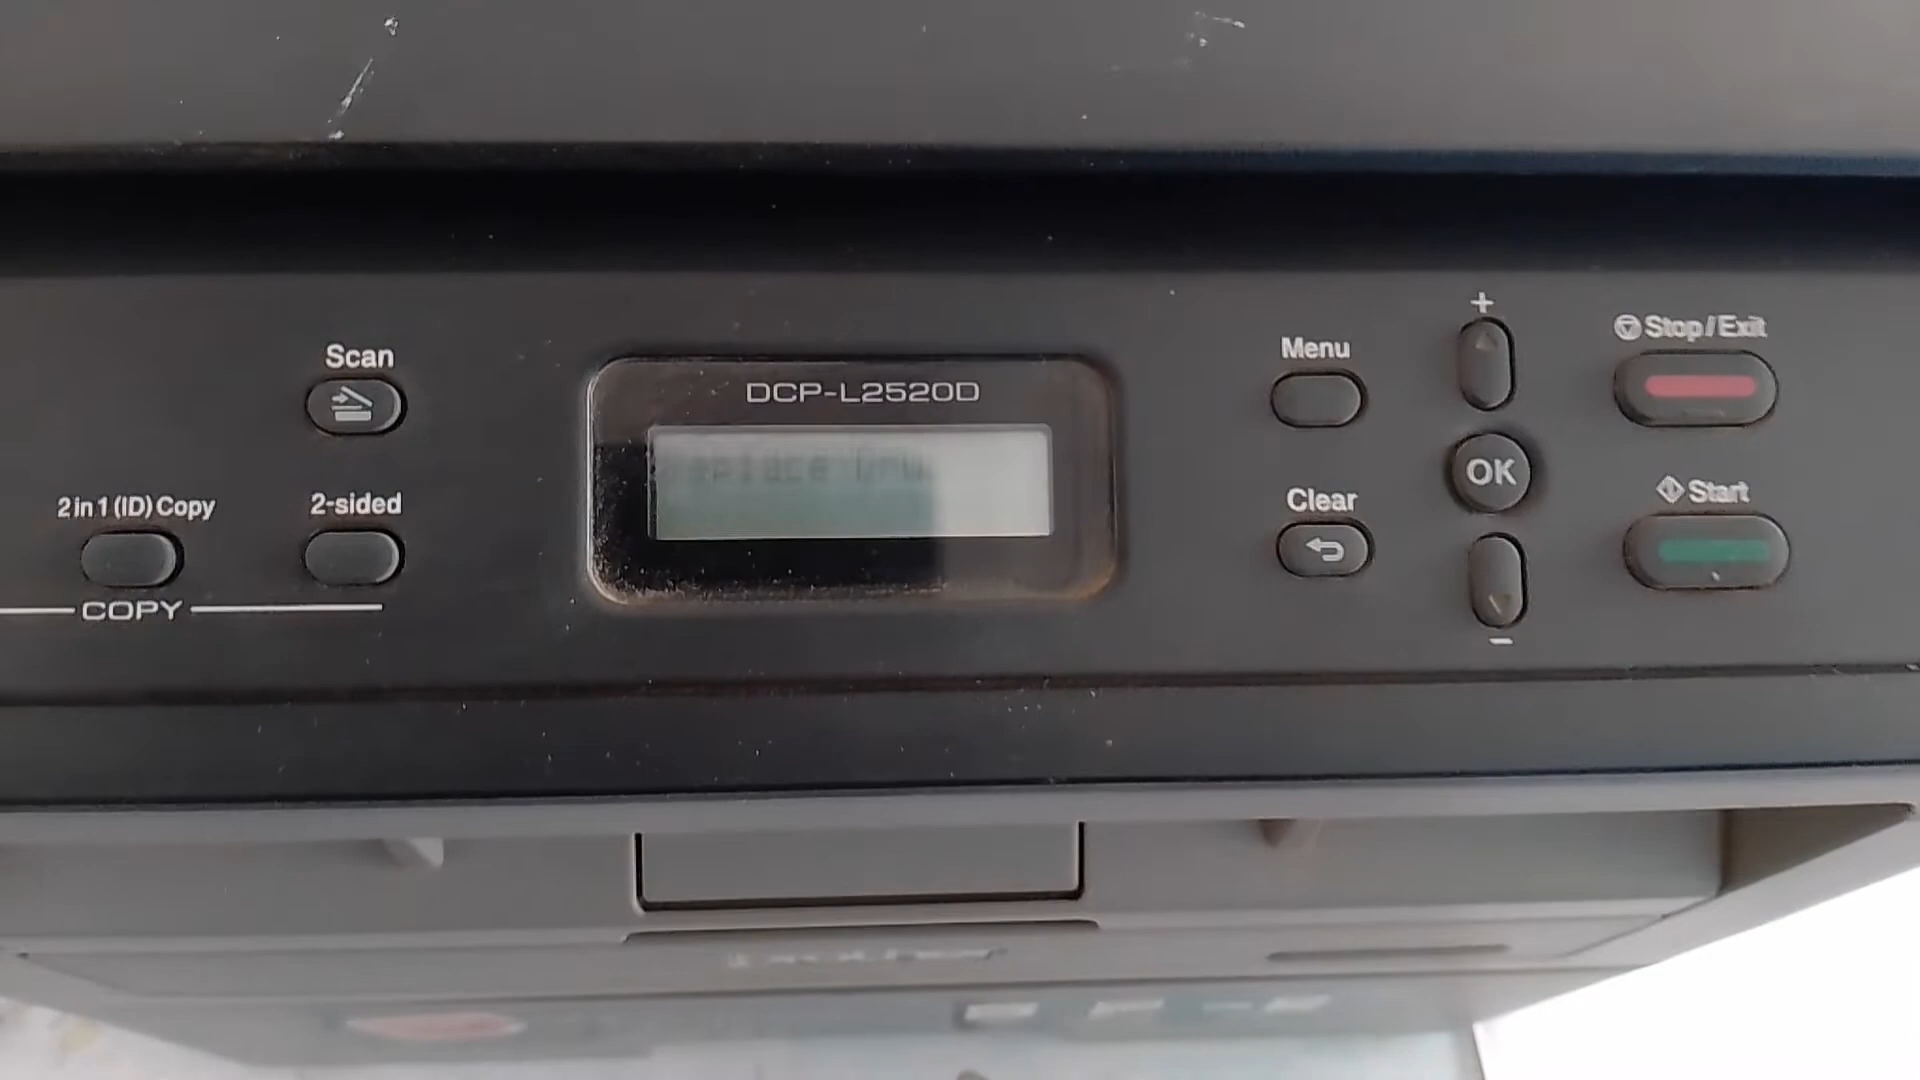 DCP-L2520D
Replace Drum
Scan
2 in 1 (ID) Copy
2-sided
COPY
Menu
Clear
+
OK
−
Stop/Exit
Start
brother